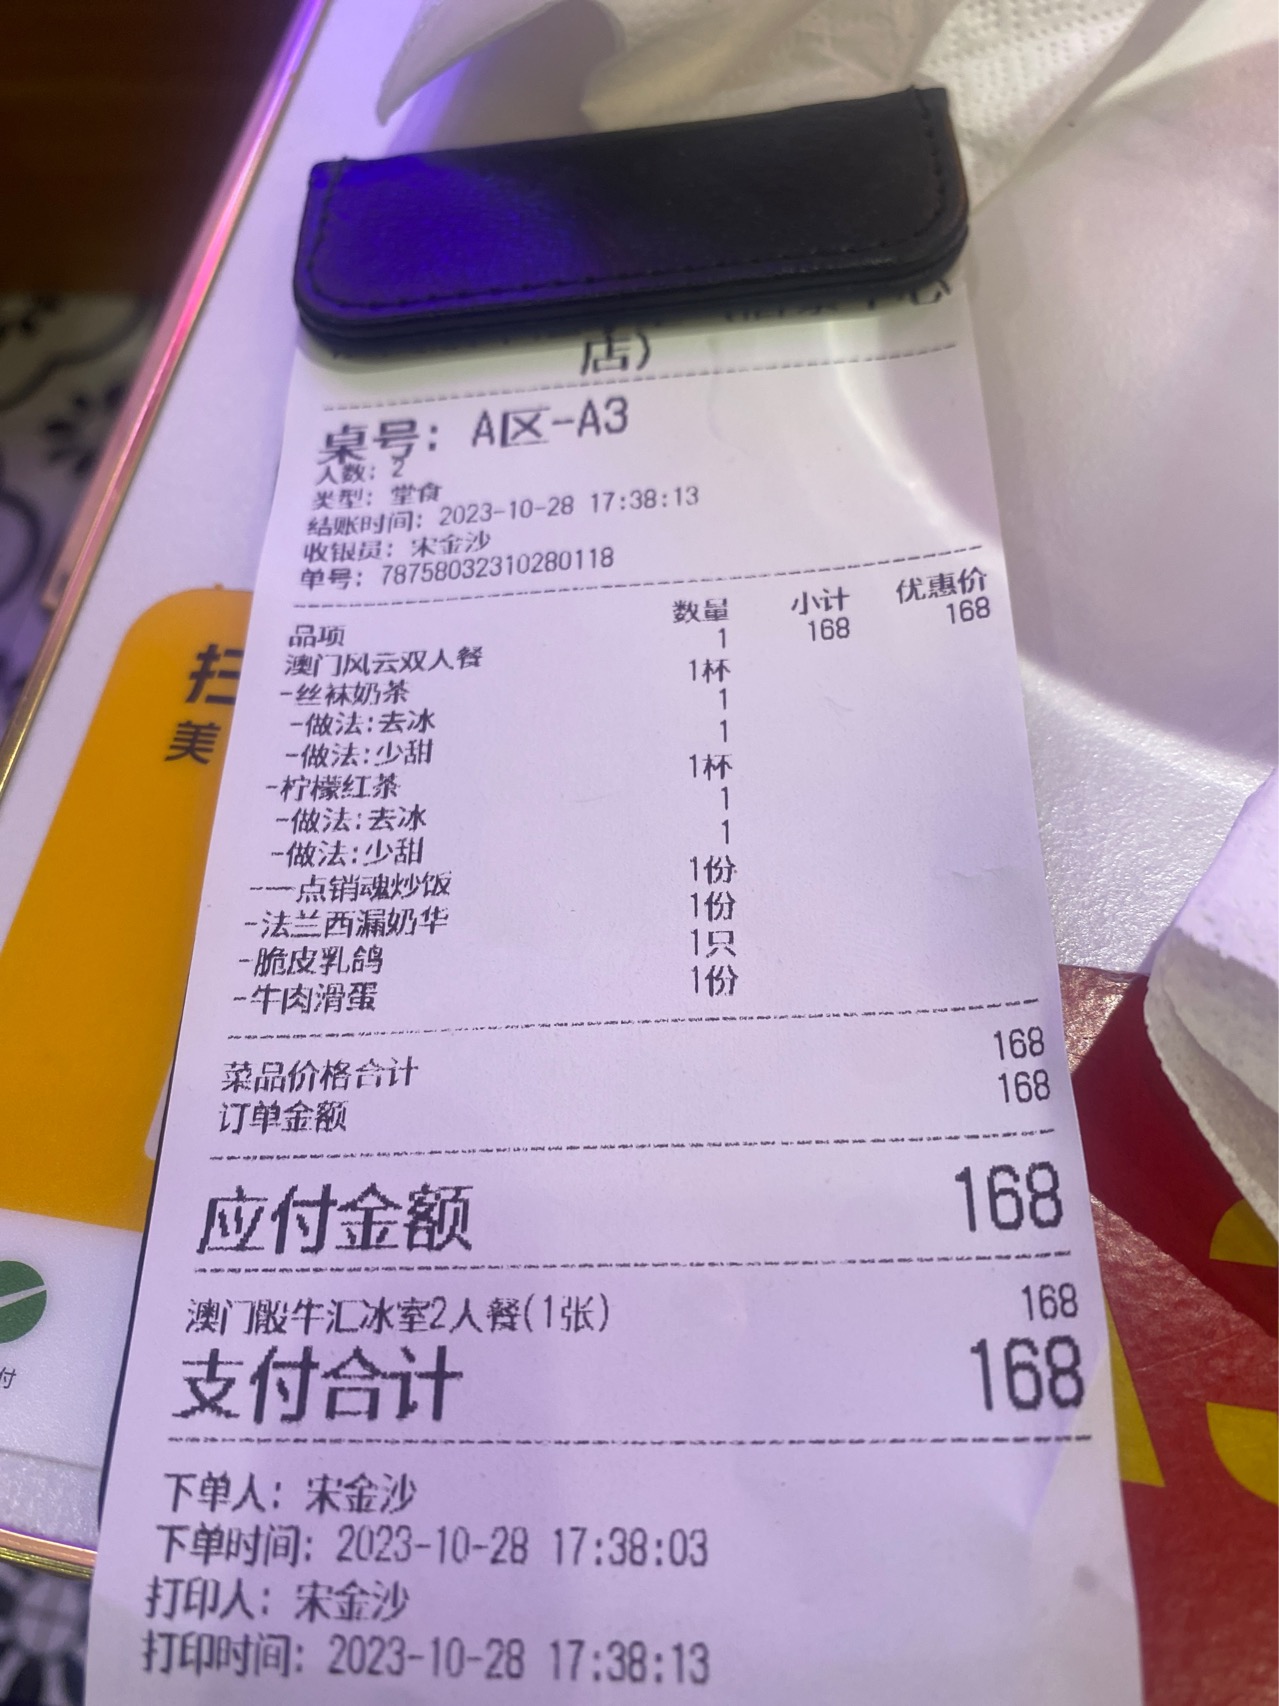 店)
桌号: A区-A3
人数: 2
类型: 堂食
结账时间: 2023-10-28 17:38:13
收银员: 宋金沙
单号: 78758032310280118
品项 数量 小计 优惠价
澳门风云双人餐 1 168 168
-丝袜奶茶 1杯
-做法:去冰 1
-做法:少甜 1
-柠檬红茶 1杯
-做法:去冰 1
-做法:少甜 1
-一点销魂炒饭 1份
-法兰西漏奶华 1份
-脆皮乳鸽 1只
-牛肉滑蛋 1份
菜品价格合计 168
订单金额 168
应付金额 168
澳门骰牛汇冰室2人餐(1张) 168
支付合计 168
下单人: 宋金沙
下单时间: 2023-10-28 17:38:03
打印人: 宋金沙
打印时间: 2023-10-28 17:38:13
扫
美
付